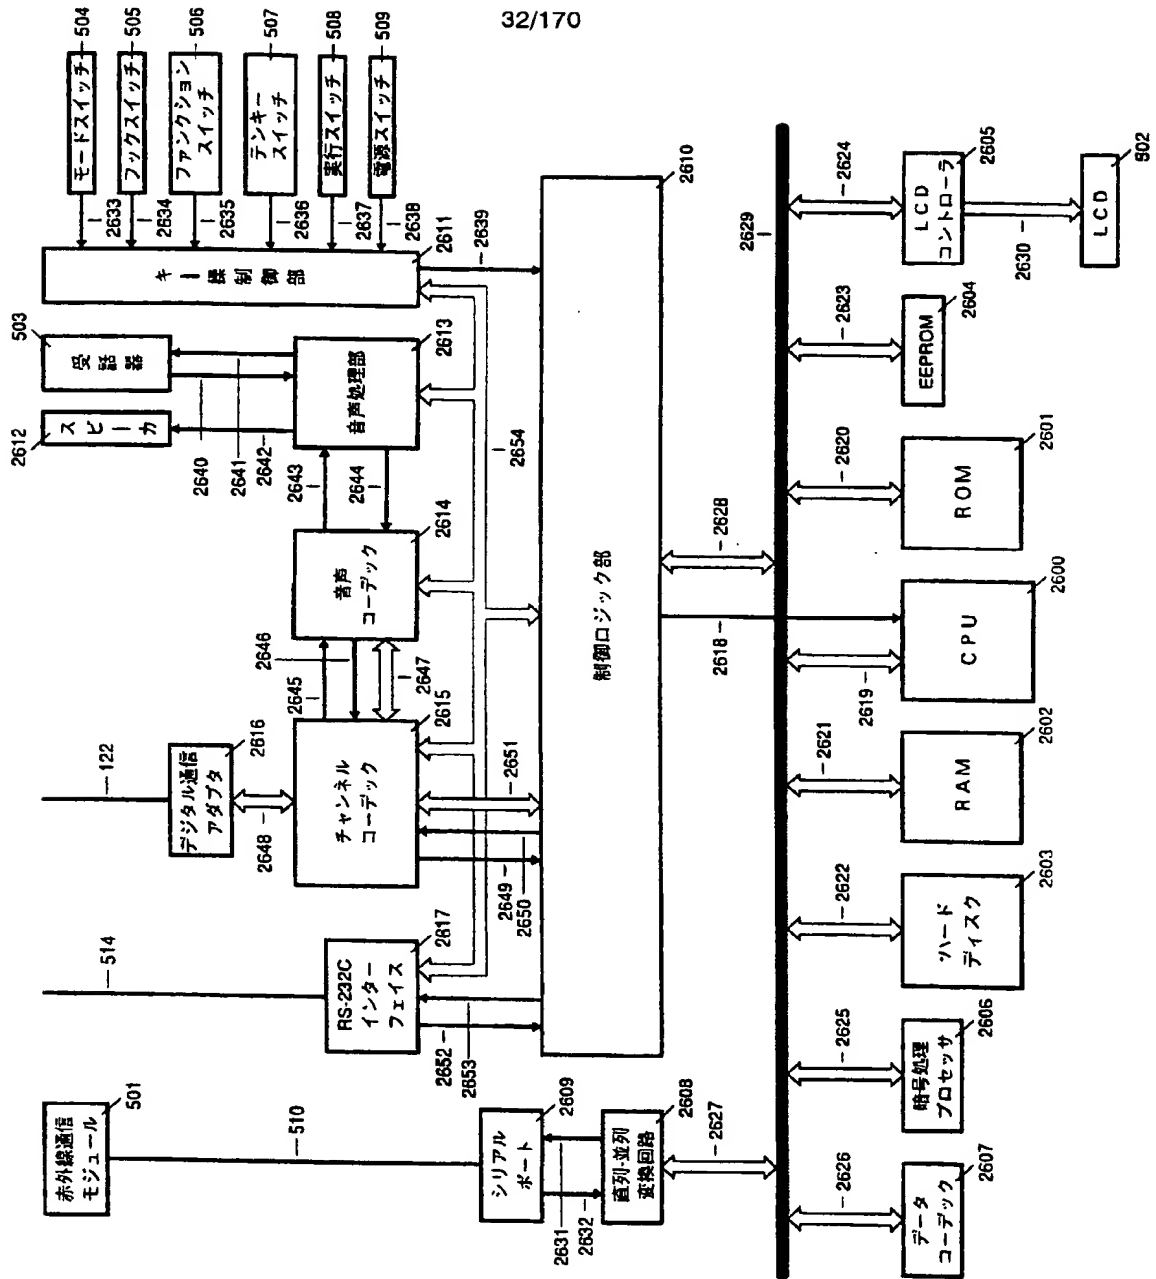 32/170
モードスイッチ
504
フックスイッチ
505
ファンクション
スイッチ
506
テンキー
スイッチ
507
実行スイッチ
508
電源スイッチ
509
2633
2634
2635
2636
2637
2638
キー操制御部
2611
2639
受話器
503
スピーカ
2612
2640
2641
2642
音声処理部
2613
2643
2644
音声
コーデック
2614
2654
2645
2646
2647
チャンネル
コーデック
2615
デジタル通信
アダプタ
2616
122
2648
2649
2650
2651
RS-232C
インター
フェイス
2617
514
2652
2653
制御ロジック部
2610
赤外線通信
モジュール
501
510
シリアル
ポート
2609
2631
2632
直列-並列
変換回路
2608
2627
2628
2618
2629
LCD
コントローラ
2605
2624
2630
LCD
502
EEPROM
2604
2623
ROM
2601
2620
CPU
2600
2619
RAM
2602
2621
ハード
ディスク
2603
2622
暗号処理
プロセッサ
2606
2625
データ
コーデック
2607
2626